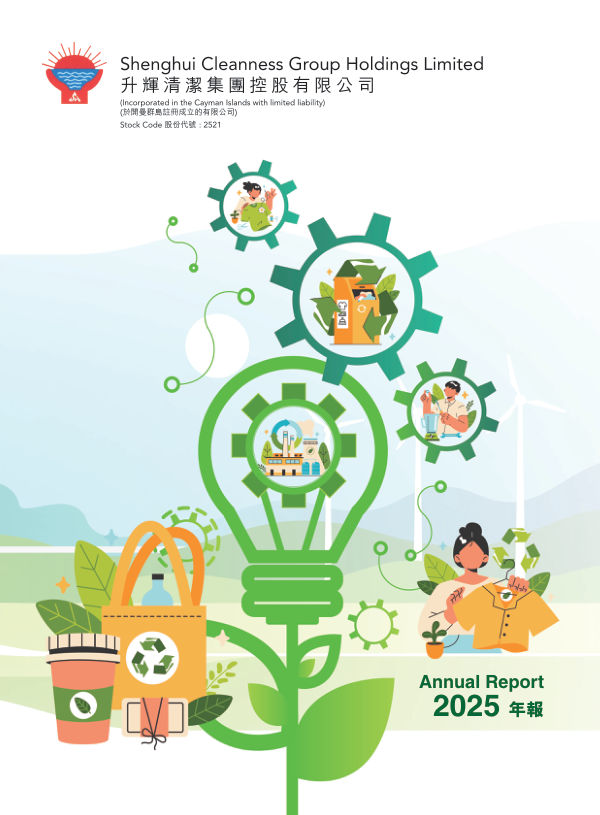 Shenghui Cleanness Group Holdings Limited
升輝清潔集團控股有限公司
(Incorporated in the Cayman Islands with limited liability)
(於開曼群島註冊成立的有限公司)
Stock Code 股份代號 : 2521
Annual Report
2025 年報